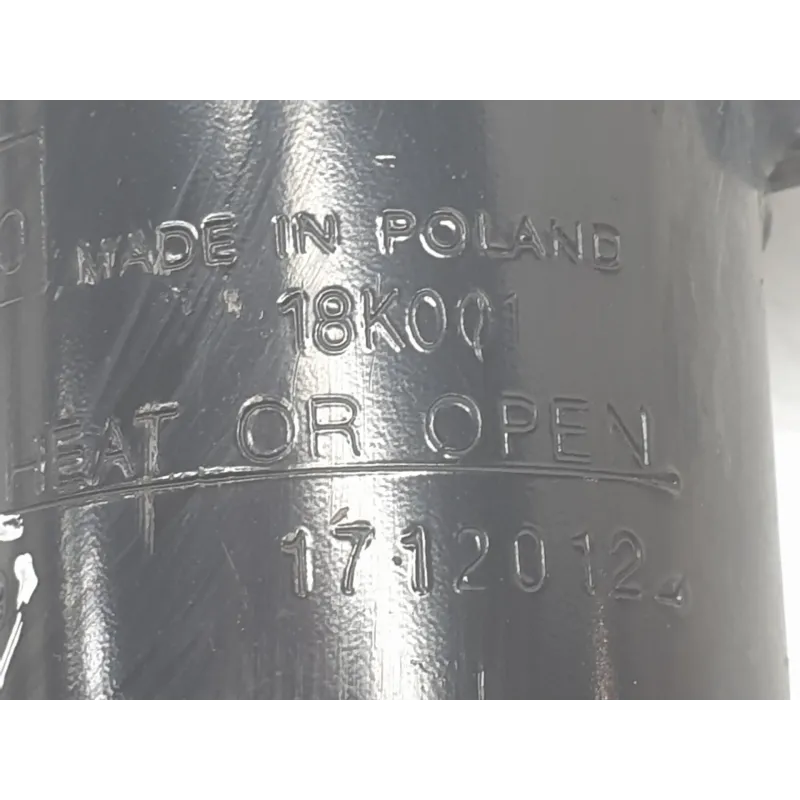 MADE IN POLAND
18K001
HEAT OR OPEN
1712012